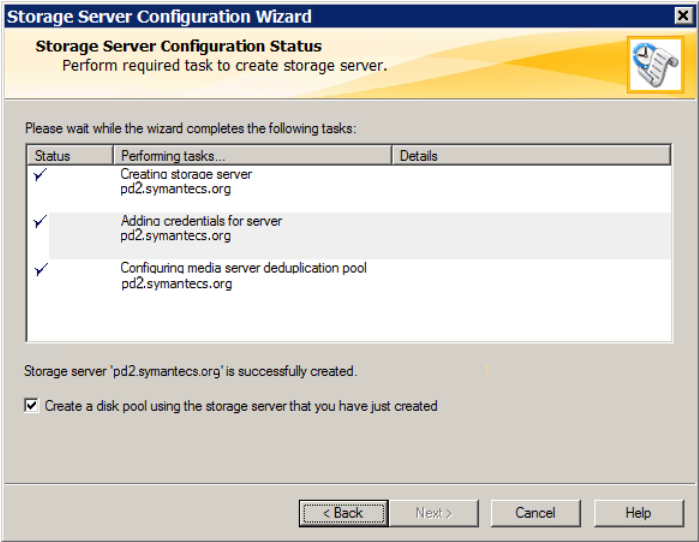 Storage Server Configuration Wizard
Storage Server Configuration Status
Perform required task to create storage server.
Please wait while the wizard completes the following tasks:
Status Performing tasks... Details
Creating storage server
pd2.symantecs.org
Adding credentials for server
pd2.symantecs.org
Configuring media server deduplication pool
pd2.symantecs.org
Storage server 'pd2.symantecs.org' is successfully created.
Create a disk pool using the storage server that you have just created
< Back Next > Cancel Help